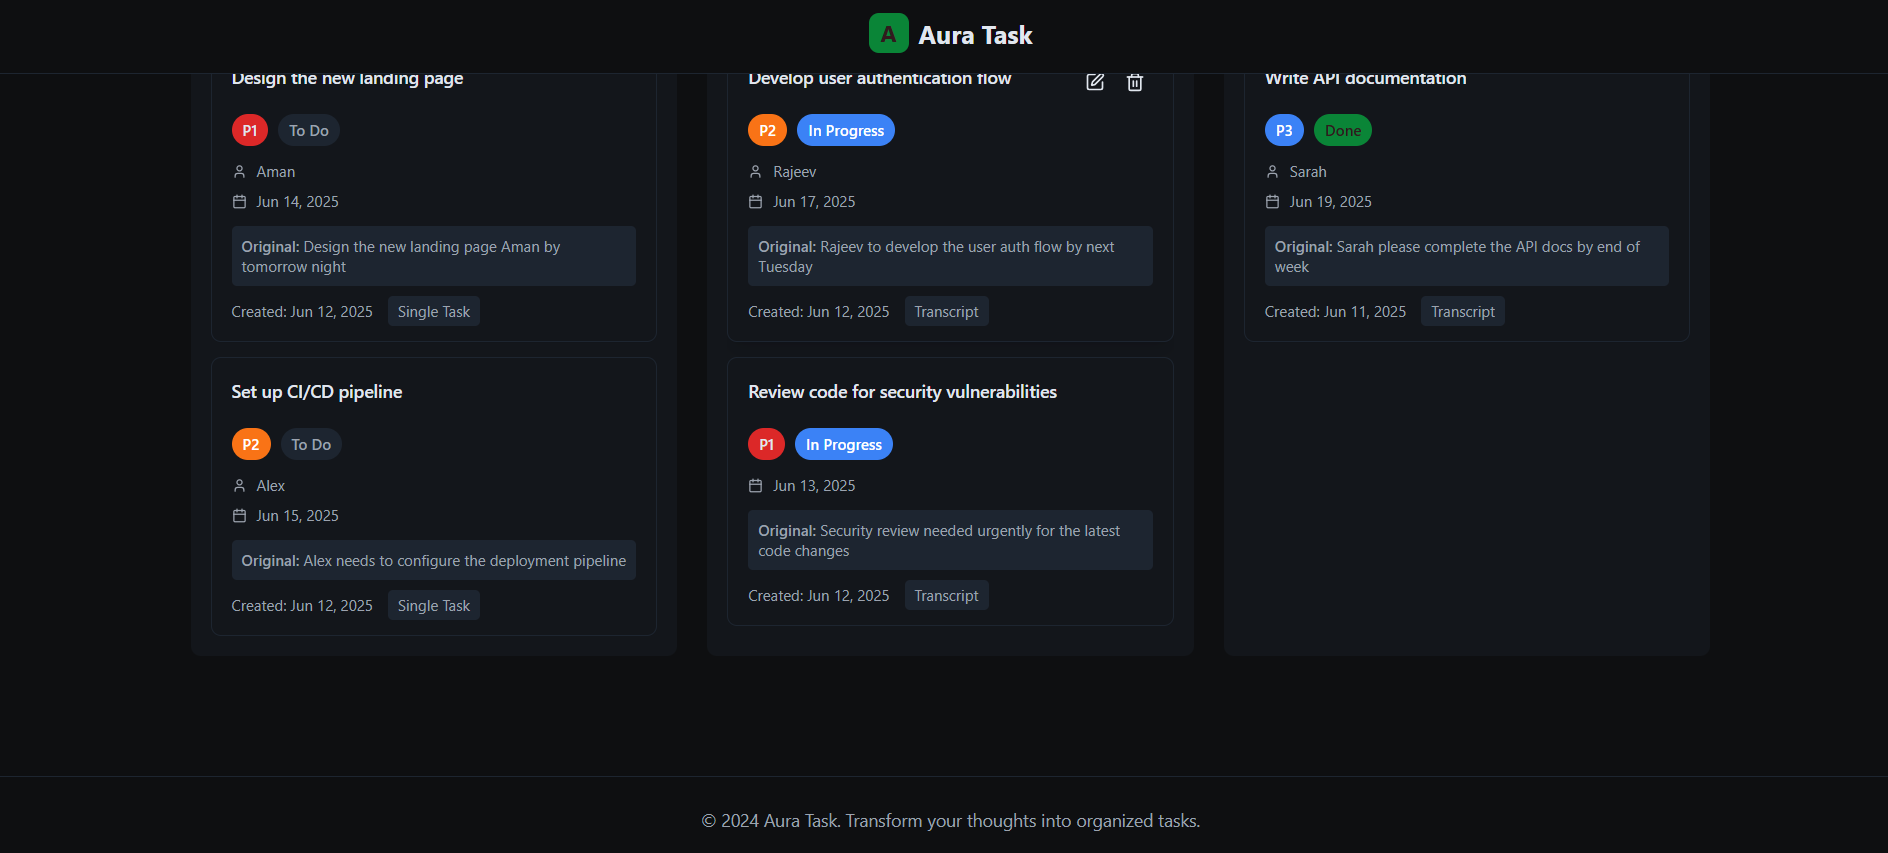 A Aura Task
Design the new landing page
P1 To Do
Aman
Jun 14, 2025
Original: Design the new landing page Aman by
tomorrow night
Created: Jun 12, 2025 Single Task
Set up CI/CD pipeline
P2 To Do
Alex
Jun 15, 2025
Original: Alex needs to configure the deployment pipeline
Created: Jun 12, 2025 Single Task
Develop user authentication flow
P2 In Progress
Rajeev
Jun 17, 2025
Original: Rajeev to develop the user auth flow by next
Tuesday
Created: Jun 12, 2025 Transcript
Review code for security vulnerabilities
P1 In Progress
Jun 13, 2025
Original: Security review needed urgently for the latest
code changes
Created: Jun 12, 2025 Transcript
Write API documentation
P3 Done
Sarah
Jun 19, 2025
Original: Sarah please complete the API docs by end of
week
Created: Jun 11, 2025 Transcript
© 2024 Aura Task. Transform your thoughts into organized tasks.